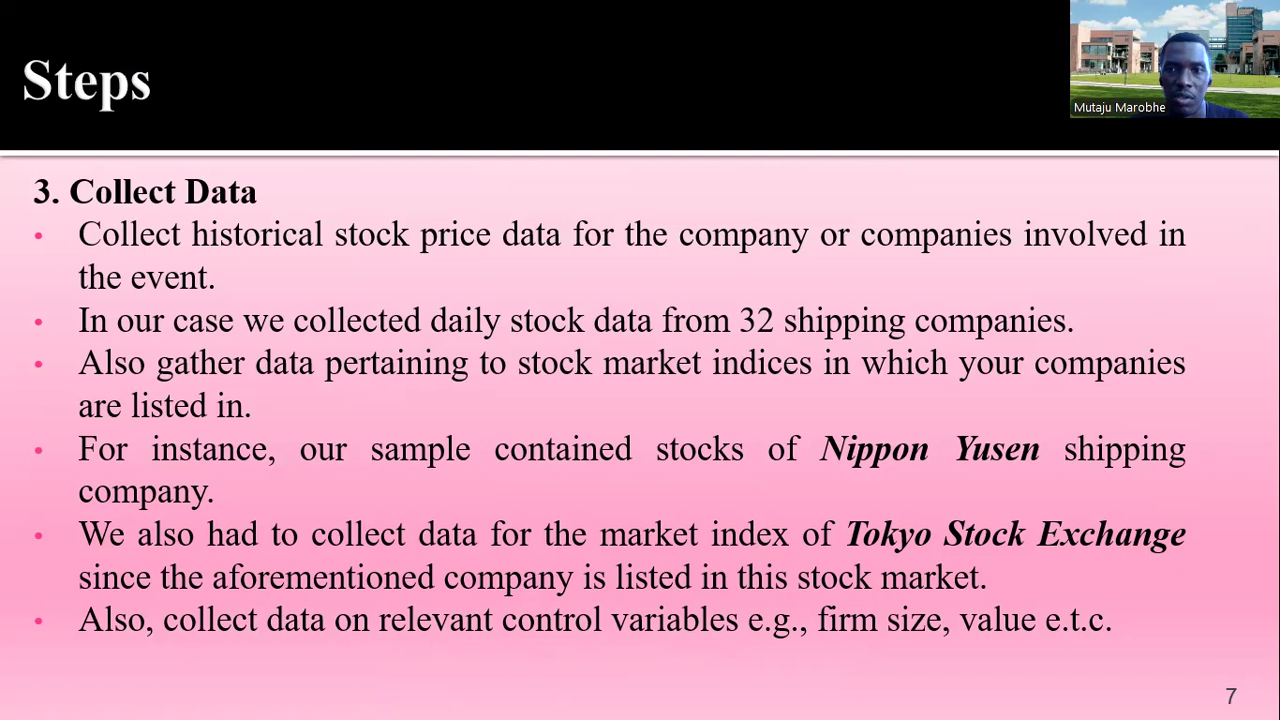 Steps
Mutaju Marobhe
3. Collect Data
• Collect historical stock price data for the company or companies involved in
the event.
• In our case we collected daily stock data from 32 shipping companies.
• Also gather data pertaining to stock market indices in which your companies
are listed in.
• For instance, our sample contained stocks of Nippon Yusen shipping
company.
• We also had to collect data for the market index of Tokyo Stock Exchange
since the aforementioned company is listed in this stock market.
• Also, collect data on relevant control variables e.g., firm size, value e.t.c.
7